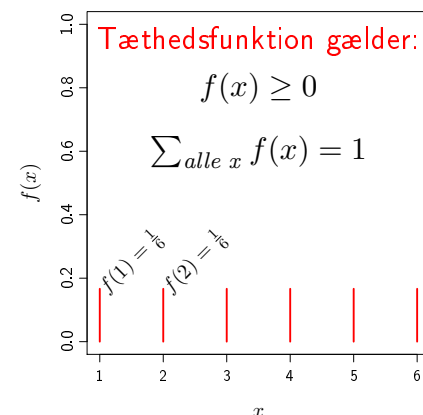 Tæthedsfunktion gælder:
f(x) ≥ 0
∑_{alle x} f(x) = 1
f(x)
1.0
0.8
0.6
0.4
0.2
0.0
f(1) = 1/6
f(2) = 1/6
1 2 3 4 5 6
x